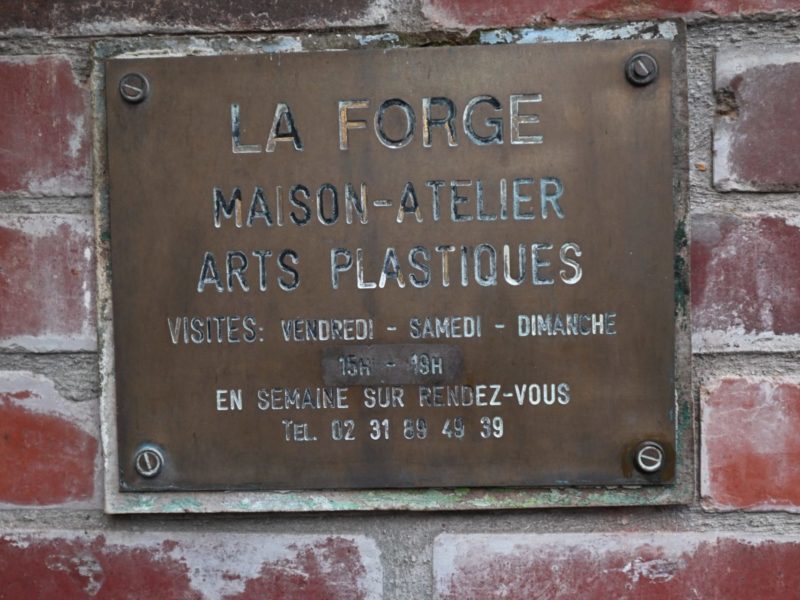 LA FORGE
MAISON-ATELIER
ARTS PLASTIQUES
VISITES: VENDREDI - SAMEDI - DIMANCHE
15H - 19H
EN SEMAINE SUR RENDEZ-VOUS
TEL. 02 31 89 49 39